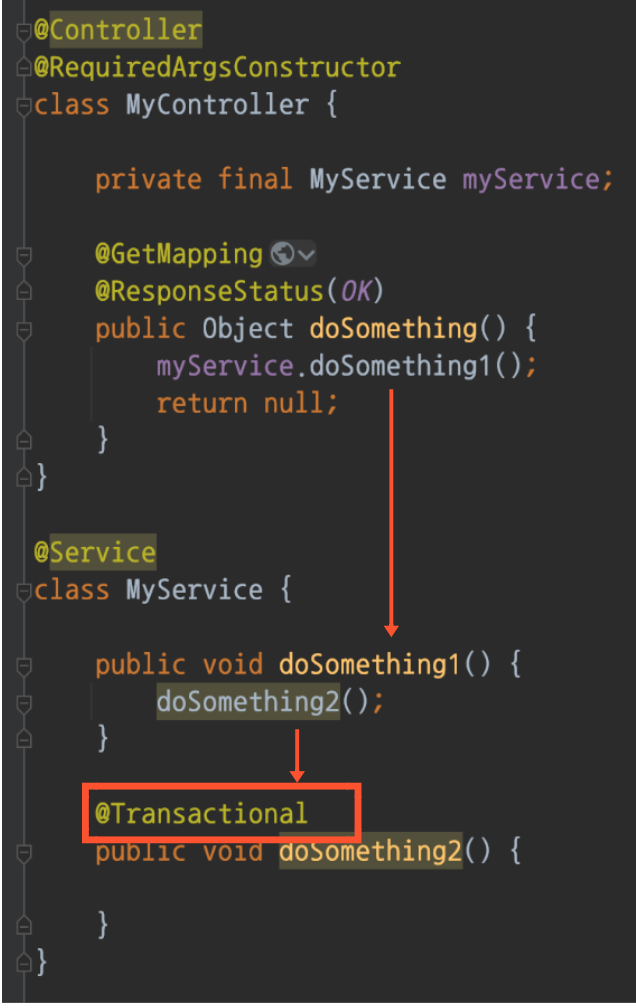 @Controller
@RequiredArgsConstructor
class MyController {
private final MyService myService;
@GetMapping
@ResponseStatus(OK)
public Object doSomething() {
myService.doSomething1();
return null;
}
}
@Service
class MyService {
public void doSomething1() {
doSomething2();
}
@Transactional
public void doSomething2() {
}
}